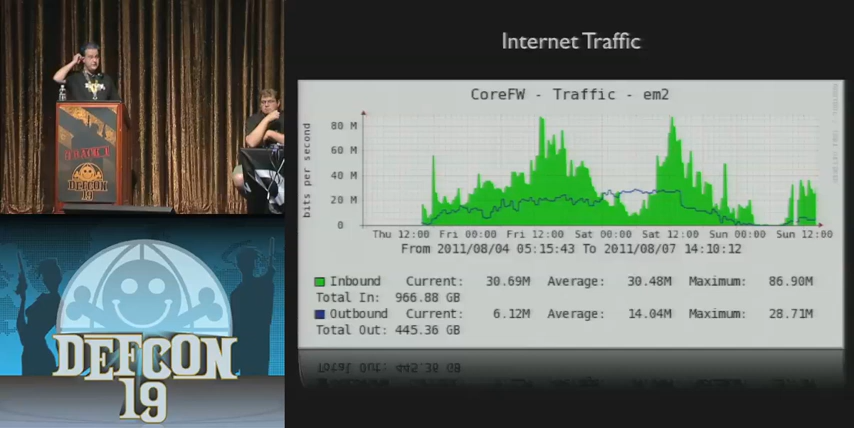 Internet Traffic
CoreFW - Traffic - em2
bits per second
80 M
60 M
40 M
20 M
0
Thu 12:00 Fri 00:00 Fri 12:00 Sat 00:00 Sat 12:00 Sun 00:00 Sun 12:00
From 2011/08/04 05:15:43 To 2011/08/07 14:10:12
Inbound Current: 30.69M Average: 30.48M Maximum: 86.90M
Total In: 966.88 GB
Outbound Current: 6.12M Average: 14.04M Maximum: 28.71M
Total Out: 445.36 GB
DEFCON
19
DEFCON
19